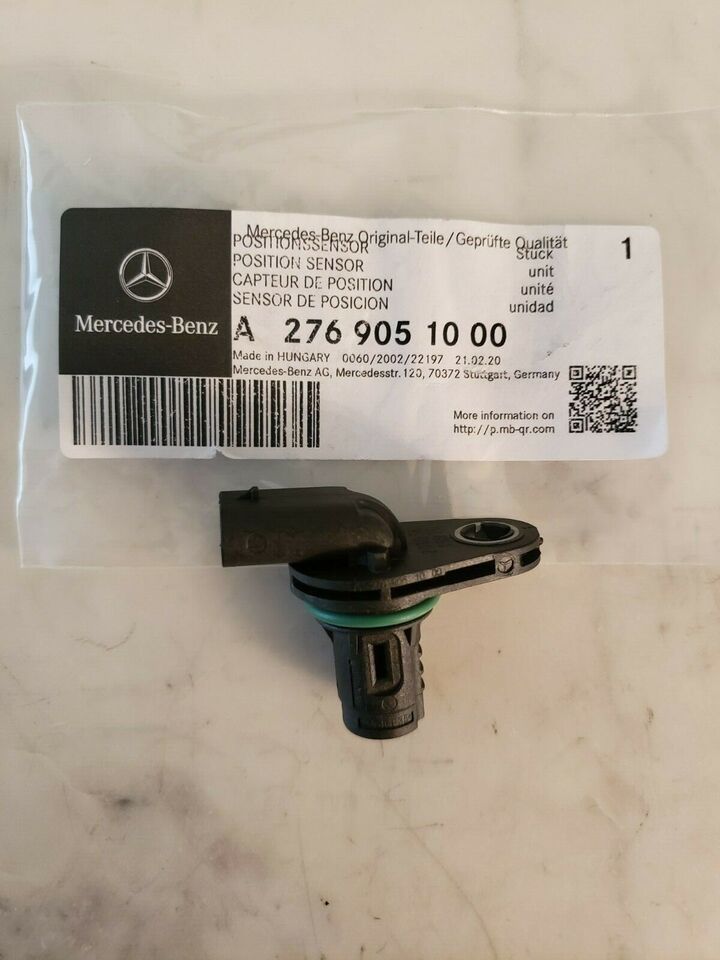 Mercedes-Benz Original-Teile/Geprüfte Qualität
POSITIONSSENSOR Stück 1
POSITION SENSOR unit
CAPTEUR DE POSITION unité
SENSOR DE POSICION unidad
Mercedes-Benz
A 276 905 10 00
Made in HUNGARY 0060/2002/22197 21.02.20
Mercedes-Benz AG, Mercedesstr. 120, 70372 Stuttgart, Germany
More information on
http://p.mb-qr.com